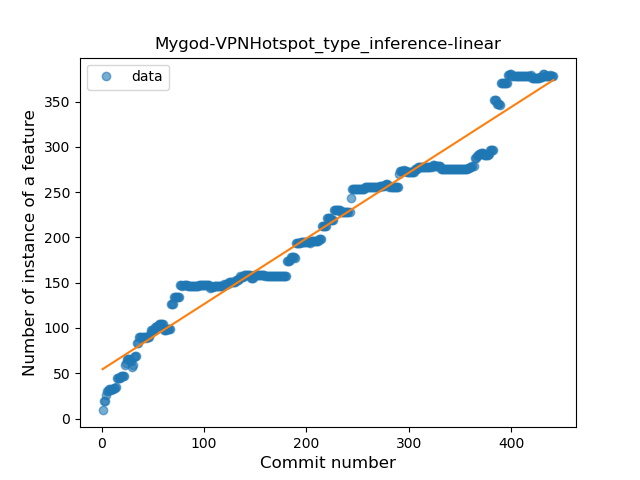 Mygod-VPNHotspot_type_inference-linear
data
Number of instance of a feature
350
300
250
200
150
100
50
0
0 100 200 300 400
Commit number